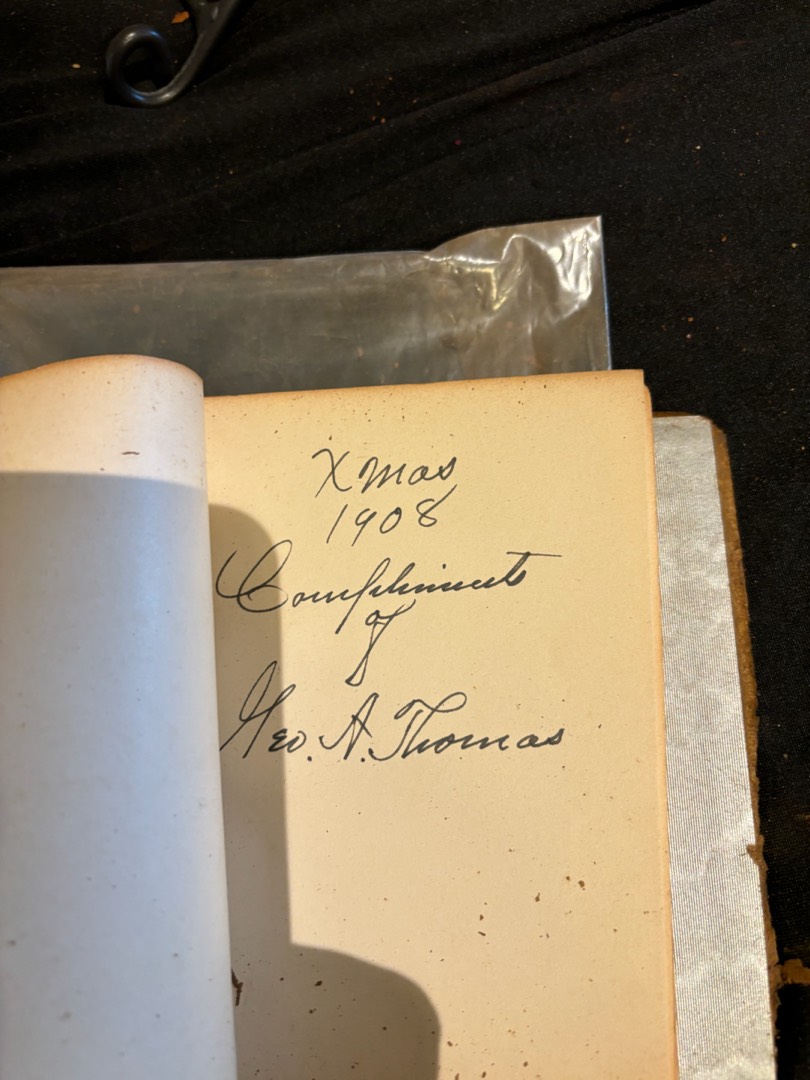 Xmas
1908
Compliments
of
Geo. A. Thomas